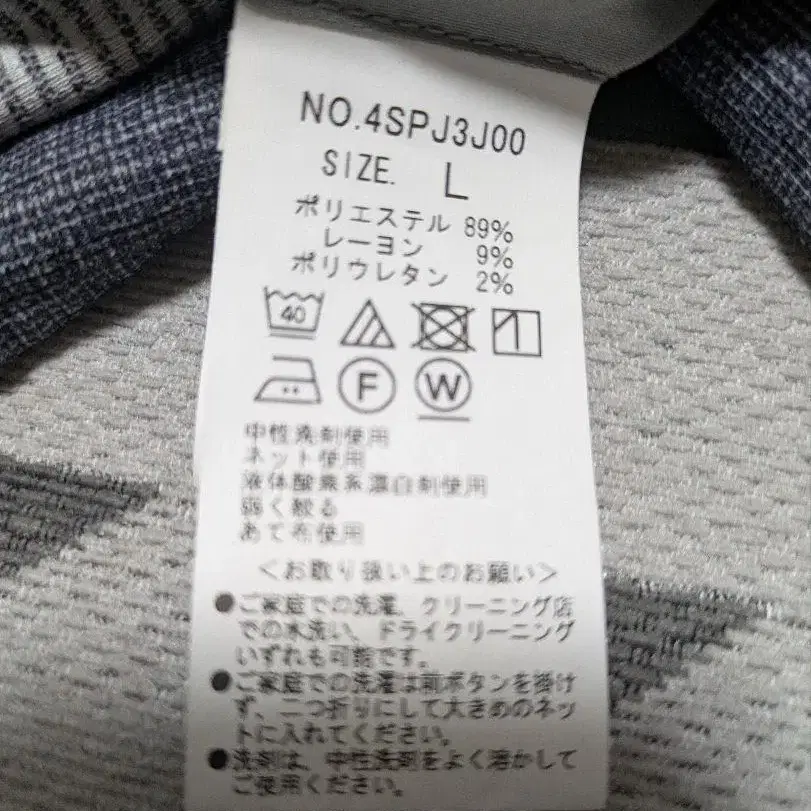 NO.4SPJ3J00
SIZE. L
ポリエステル 89%
レーヨン 9%
ポリウレタン 2%
40
F W
中性洗剤使用
ネット使用
液体酸素系漂白剤使用
弱く絞る
あて布使用
＜お取り扱い上のお願い＞
●ご家庭での洗濯、クリーニング店
での水洗い、ドライクリーニング
いずれも可能です。
●ご家庭での洗濯は前ボタンを掛け
ず、二つ折りにして大きめのネッ
トに入れてください。
●洗剤は、中性洗剤をよく溶かして
ご使用ください。